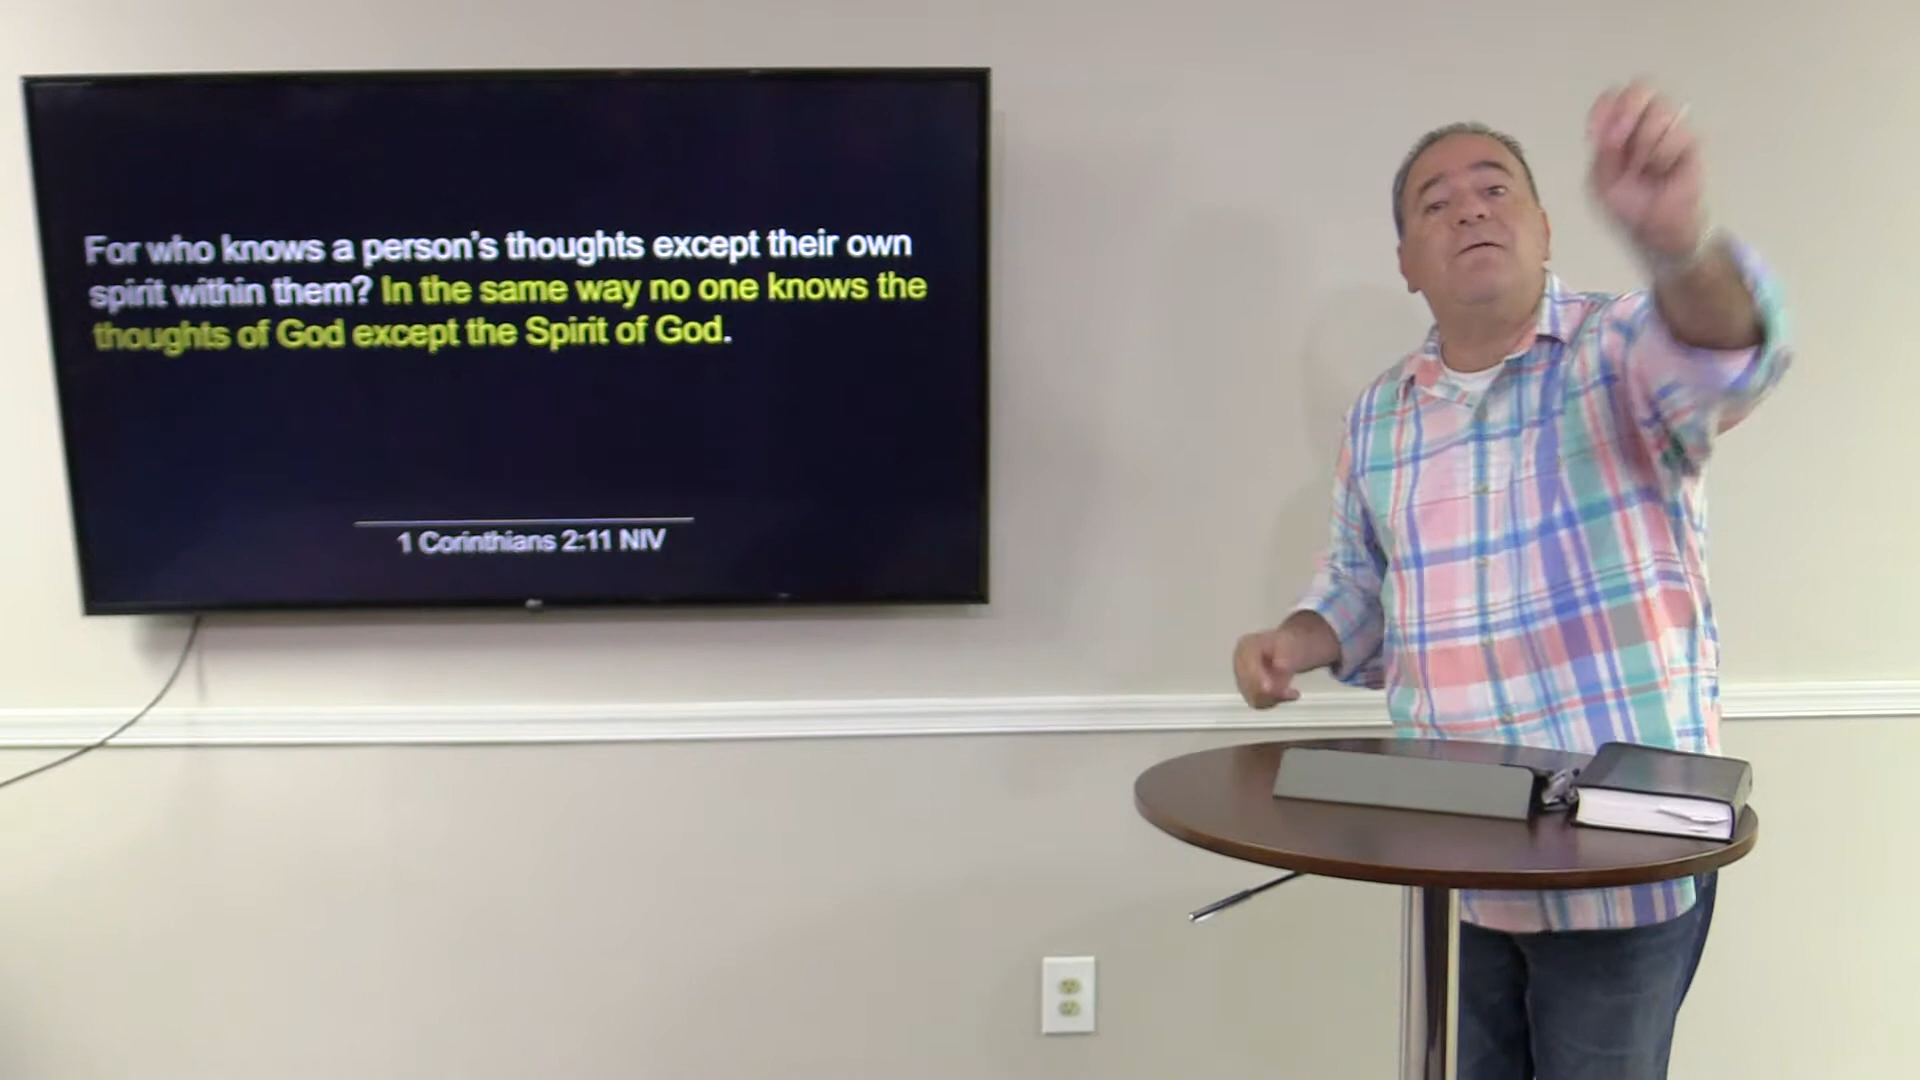 For who knows a person's thoughts except their own
spirit within them? In the same way no one knows the
thoughts of God except the Spirit of God.
1 Corinthians 2:11 NIV